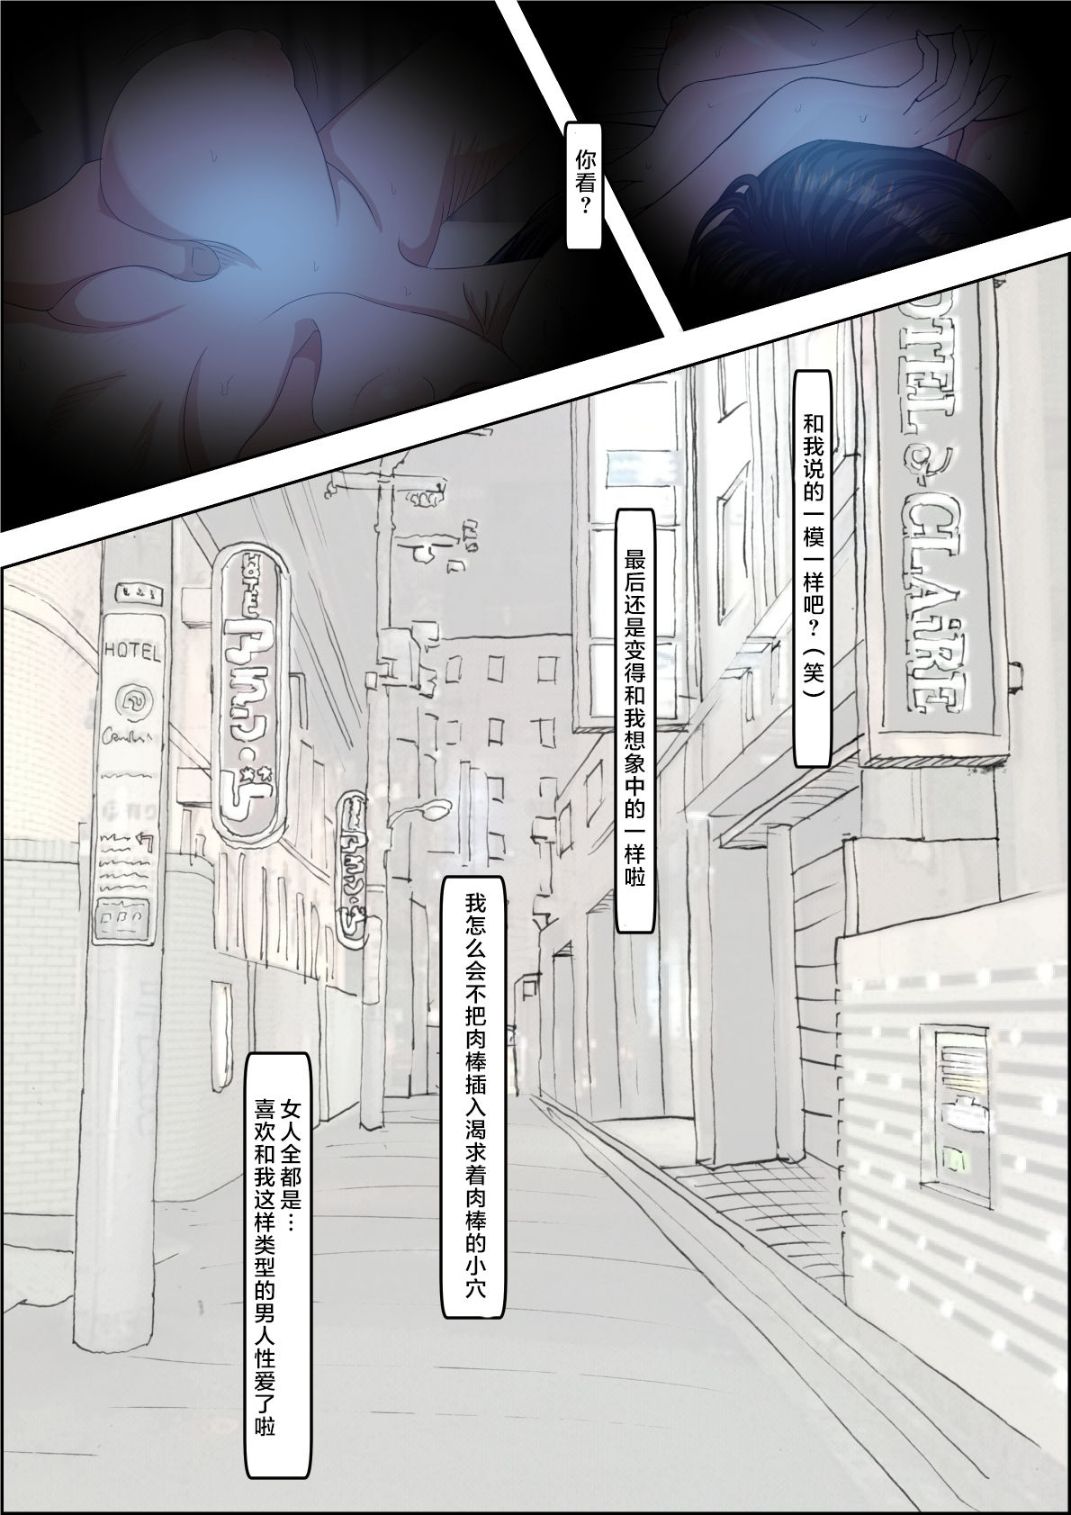 你看？
和我说的一模一样吧？（笑）
最后还是变得和我想象中的一样啦
我怎么会不把肉棒插入渴求着肉棒的小穴
女人全都是…
喜欢和我这样类型的男人性爱了啦
OTEL
CLAiRE
HOTEL